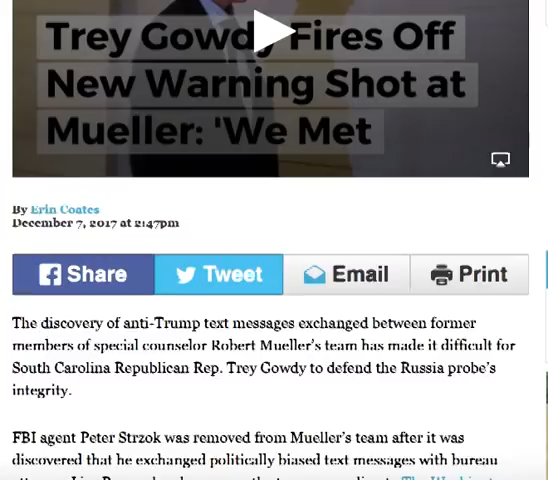 Trey Gowdy Fires Off
New Warning Shot at
Mueller: 'We Met
By Erin Coates
December 7, 2017 at 2:47pm
Share Tweet Email Print
The discovery of anti-Trump text messages exchanged between former
members of special counselor Robert Mueller's team has made it difficult for
South Carolina Republican Rep. Trey Gowdy to defend the Russia probe's
integrity.
FBI agent Peter Strzok was removed from Mueller's team after it was
discovered that he exchanged politically biased text messages with bureau